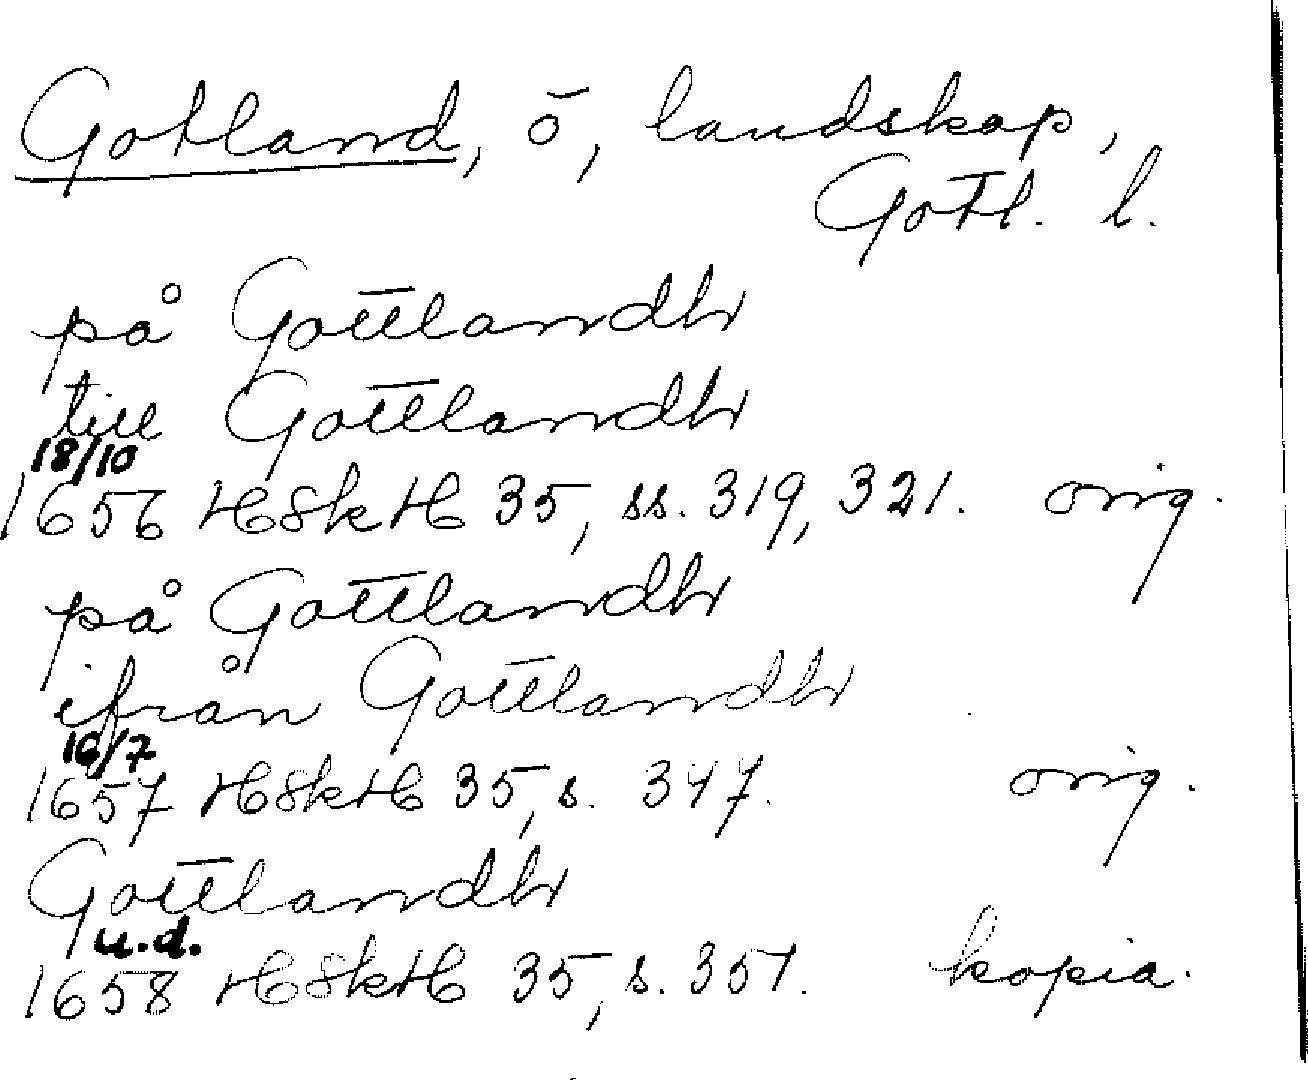 Gotland, ö, landskap,
Gotl. l.
på Gottlandh
till Gottlandh
18/10
1656 HSkH 35, ss. 319, 321. orig.
på Gottlandh
ifrån Gottlandh
16/7
1657 HSkH 35, s. 347. orig.
Gottlandh
u.d.
1658 HSkH 35, s. 351. kopia.